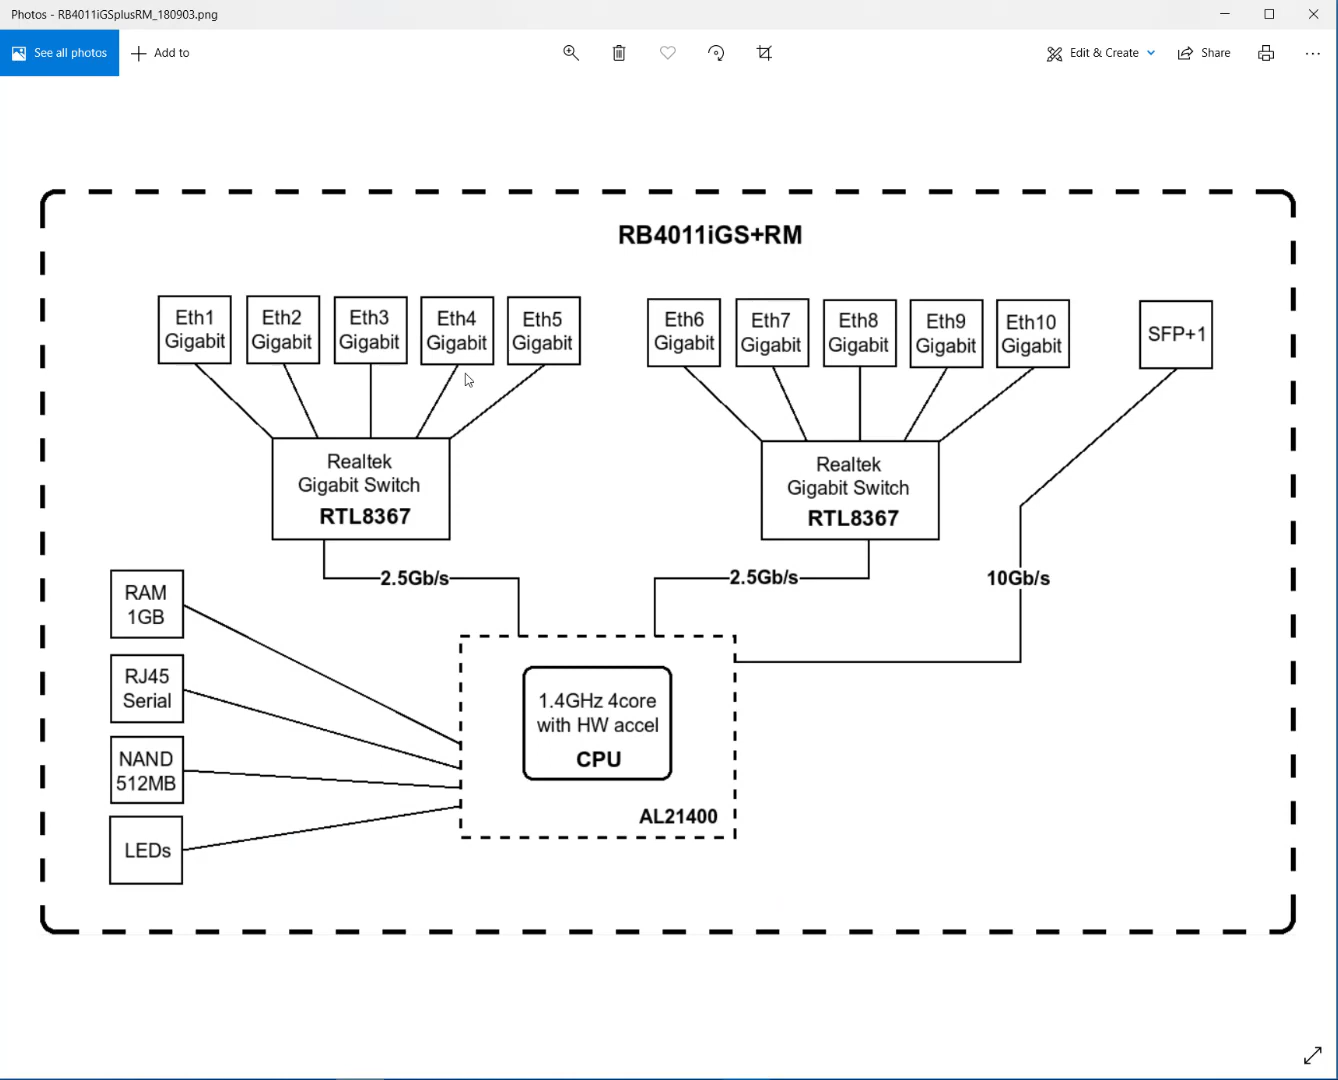 Photos - RB4011iGSplusRM_180903.png
See all photos
Add to
Edit & Create
Share
RB4011iGS+RM
Eth1
Gigabit
Eth2
Gigabit
Eth3
Gigabit
Eth4
Gigabit
Eth5
Gigabit
Eth6
Gigabit
Eth7
Gigabit
Eth8
Gigabit
Eth9
Gigabit
Eth10
Gigabit
SFP+1
Realtek
Gigabit Switch
RTL8367
Realtek
Gigabit Switch
RTL8367
2.5Gb/s
2.5Gb/s
10Gb/s
RAM
1GB
RJ45
Serial
NAND
512MB
LEDs
1.4GHz 4core
with HW accel
CPU
AL21400